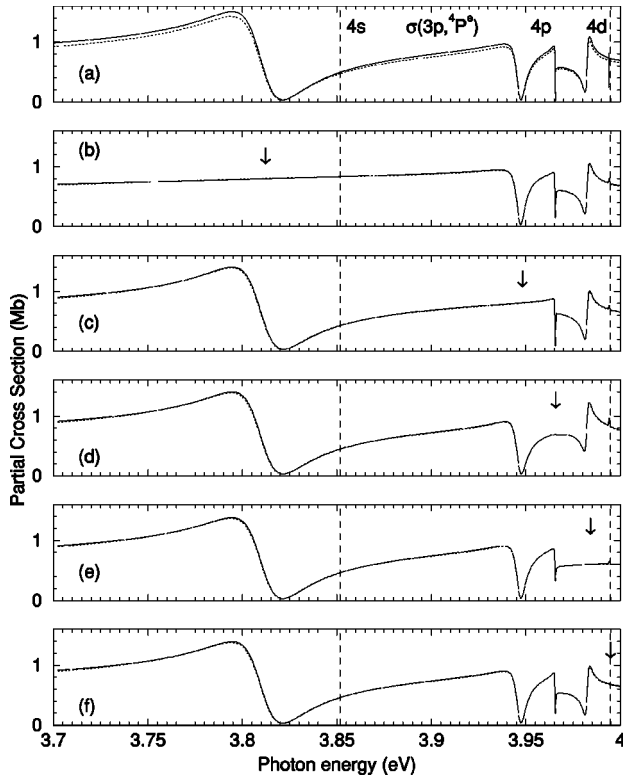 4s σ(3p,⁴Pᵉ) 4p 4d
1
(a)
0
(b)
1
0
1
(c)
0
1
(d)
0
1
(e)
0
1
(f)
0
3.7 3.75 3.8 3.85 3.9 3.95 4
Photon energy (eV)
Partial Cross Section (Mb)